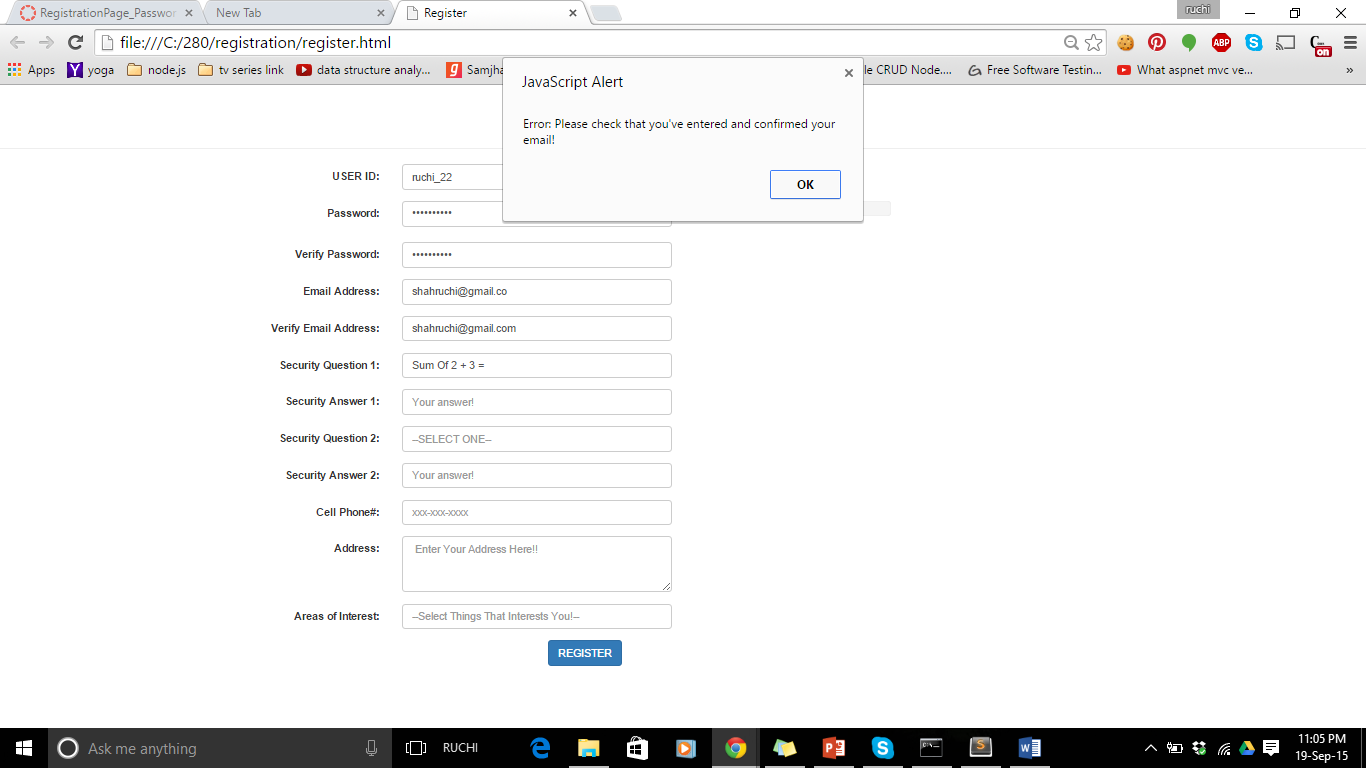 RegistrationPage_Passwor
New Tab
Register
ruchi
file:///C:/280/registration/register.html
ABP
on
Apps
yoga
node.js
tv series link
data structure analy...
Samjha
le CRUD Node....
Free Software Testin...
What aspnet mvc ve...
»
JavaScript Alert
Error: Please check that you've entered and confirmed your
email!
OK
USER ID:
ruchi_22
Password:
••••••••••
Verify Password:
••••••••••
Email Address:
shahruchi@gmail.co
Verify Email Address:
shahruchi@gmail.com
Security Question 1:
Sum Of 2 + 3 =
Security Answer 1:
Your answer!
Security Question 2:
--SELECT ONE--
Security Answer 2:
Your answer!
Cell Phone#:
xxx-xxx-xxxx
Address:
Enter Your Address Here!!
Areas of Interest:
--Select Things That Interests You!--
REGISTER
Ask me anything
RUCHI
11:05 PM
19-Sep-15